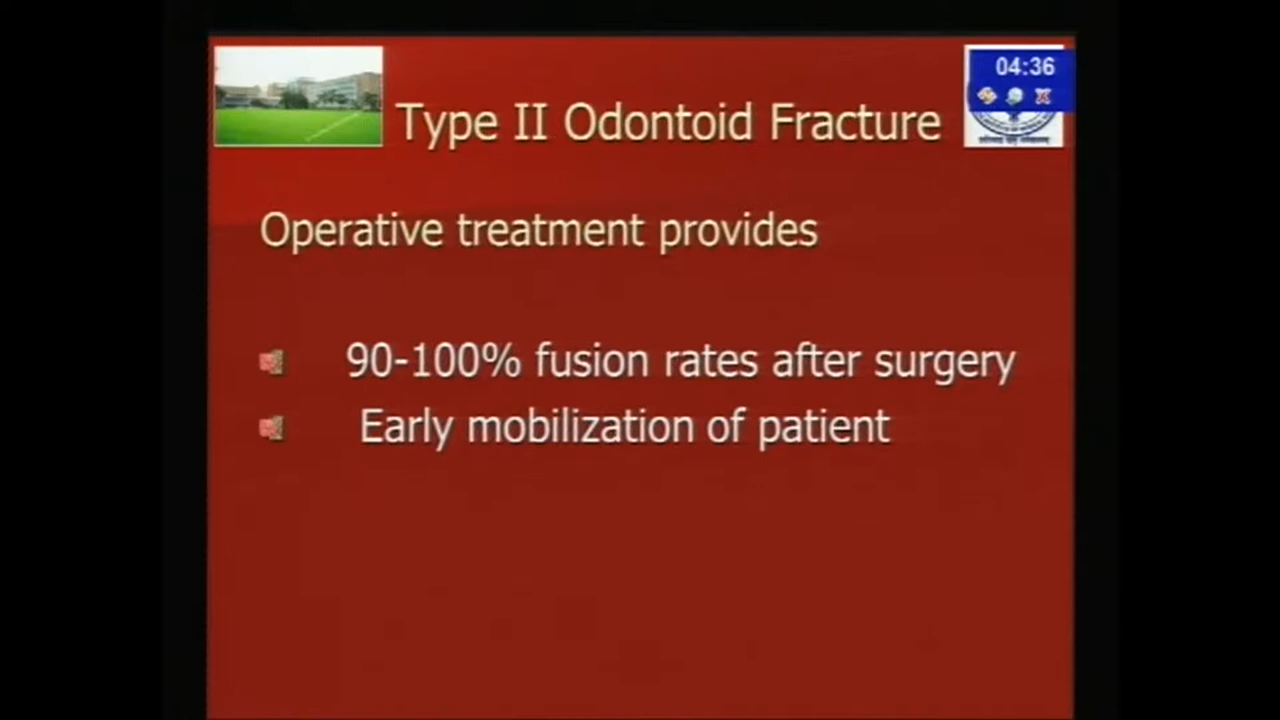 04:36
Type II Odontoid Fracture
Operative treatment provides
90-100% fusion rates after surgery
Early mobilization of patient